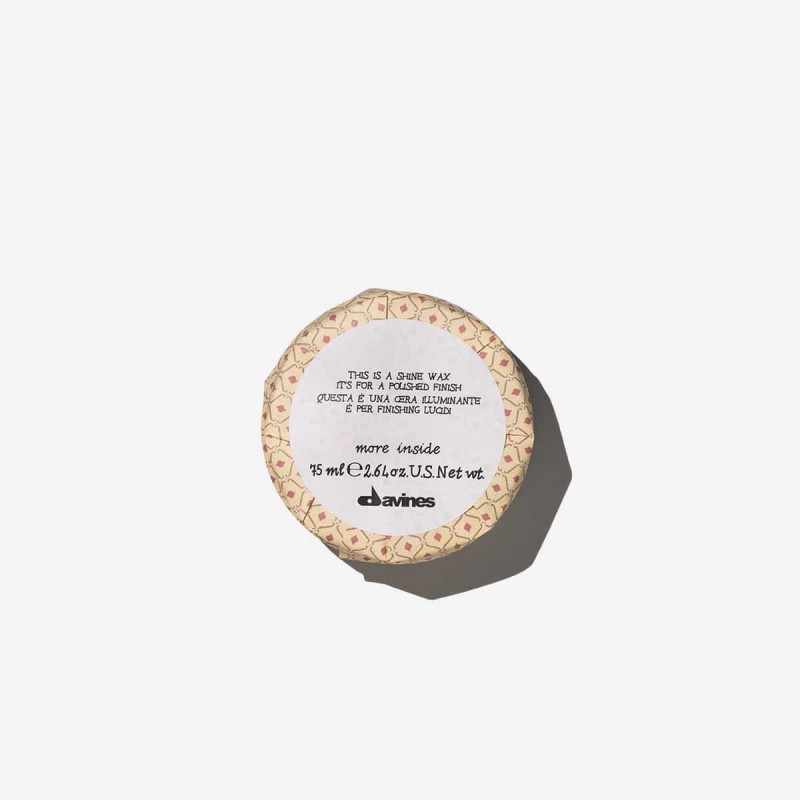 THIS IS A SHINE WAX
IT'S FOR A POLISHED FINISH
QUESTA È UNA CERA ILLUMINANTE
È PER FINISHING LUCIDI
more inside
75 ml ℮ 2.64 oz. U.S. Net wt.
davines